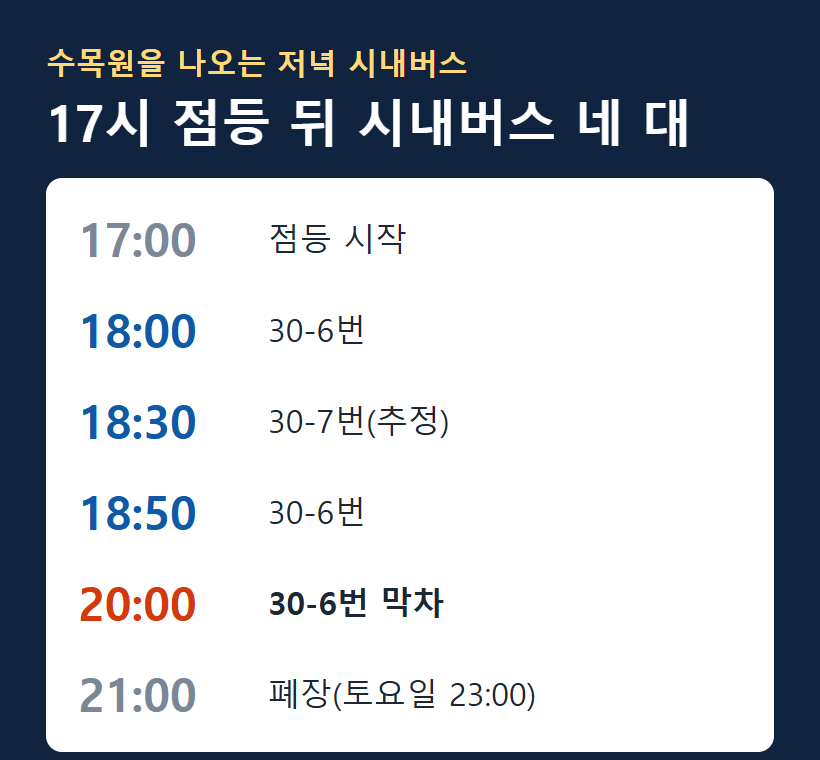 수목원을 나오는 저녁 시내버스
17시 점등 뒤 시내버스 네 대
17:00 점등 시작
18:00 30-6번
18:30 30-7번(추정)
18:50 30-6번
20:00 30-6번 막차
21:00 폐장(토요일 23:00)